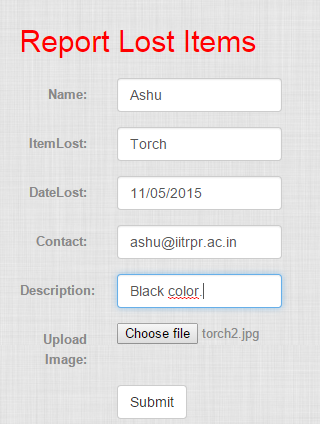 Report Lost Items
Name: Ashu
ItemLost: Torch
DateLost: 11/05/2015
Contact: ashu@iitrpr.ac.in
Description: Black color.
Upload Image: Choose file torch2.jpg
Submit